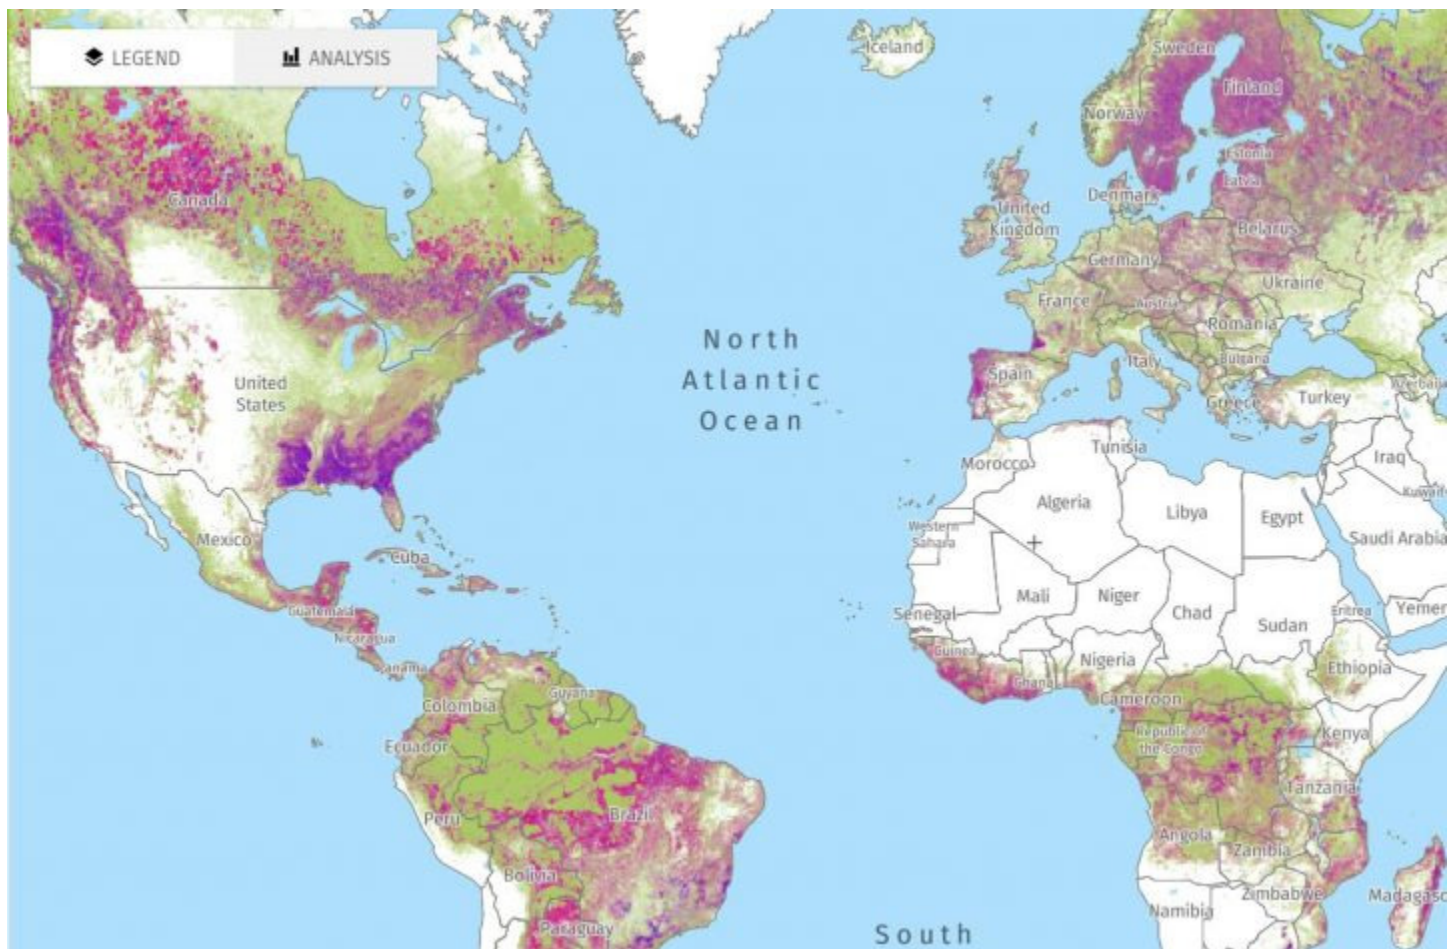 LEGEND
ANALYSIS
Iceland
Sweden
Finland
Norway
Estonia
Latvia
Canada
Denmark
United
Kingdom
Belarus
Germany
Ukraine
France
Austria
Romania
North
Atlantic
Ocean
Italy
Bulgaria
Spain
United
States
Greece
Turkey
Azerbaija
Tunisia
Morocco
Iraq
Kuwait
Algeria
Libya
Egypt
Western
Sahara
Saudi Arabia
Mexico
Cuba
Mali
Niger
Chad
Senegal
Sudan
Eritrea
Yemen
Guatemala
Nicaragua
Guinea
Nigeria
Ethiopia
Panama
Ghana
Guyana
Colombia
Cameroon
Ecuador
Republic of
the Congo
Kenya
Tanzania
Peru
Brazil
Angola
Zambia
Bolivia
Zimbabwe
Madagasc
Namibia
Paraguay
South